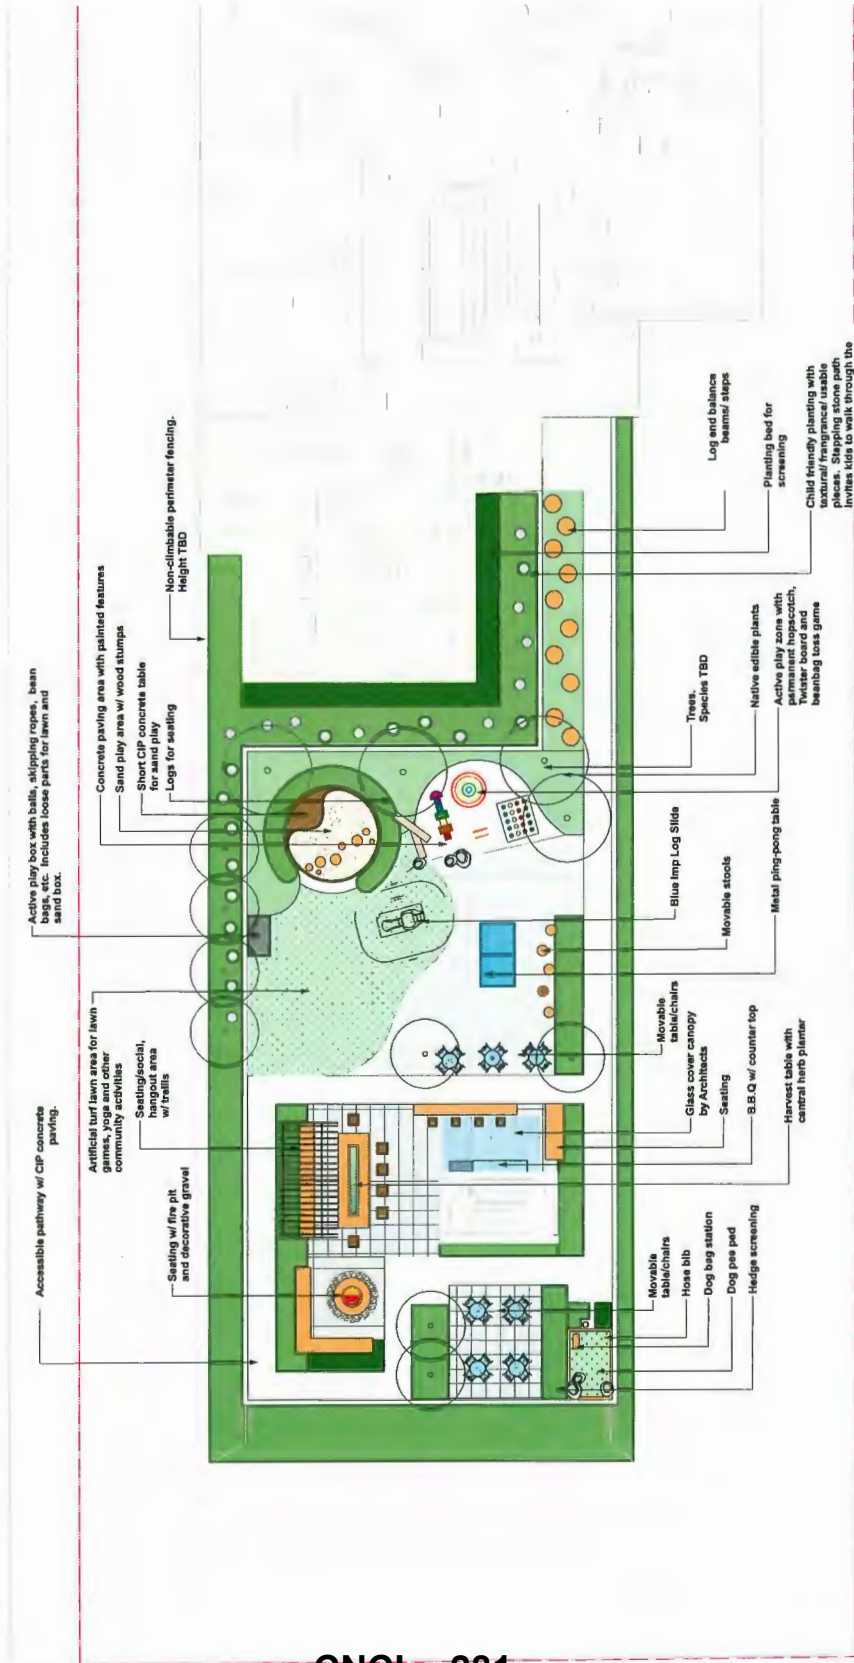 Accessible pathway w/ CIP concrete
paving.
Active play box with balls, skipping ropes, bean
bags, etc. Includes loose parts for lawn and
sand box.
Artificial turf lawn area for lawn
games, yoga and other
community activities
Seating/social,
hangout area
w/ trellis
Seating w/ fire pit
and decorative gravel
Concrete paving area with painted features
Sand play area w/ wood stumps
Short CIP concrete table
for sand play
Logs for seating
Non-climbable perimeter fencing.
Height TBD
Movable
table/chairs
Hose bib
Dog bag station
Dog pee pad
Hedge screening
Glass cover canopy
by Architects
Seating
B.B.Q w/ counter top
Harvest table with
central herb planter
Movable
table/chairs
Blue Imp Log Slide
Movable stools
Metal ping-pong table
Trees.
Species TBD
Native edible plants
Active play zone with
permanent hopscotch,
Twister board and
beanbag toss game
Log end balance
beams/ steps
Planting bed for
screening
Child friendly planting with
textural/ frangrance/ usable
pieces. Stepping stone path
invites kids to walk through the